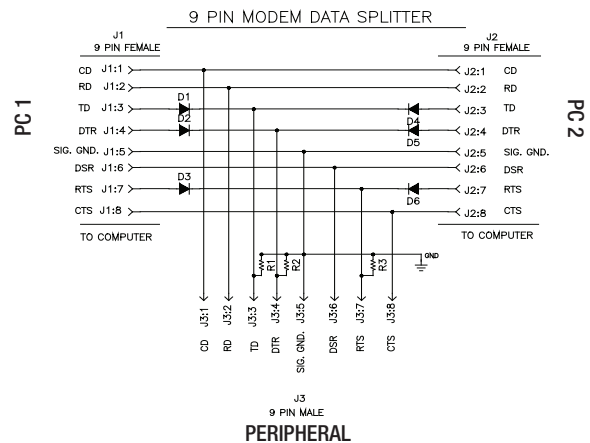 9 PIN MODEM DATA SPLITTER
J1
9 PIN FEMALE
J2
9 PIN FEMALE
PC 1
PC 2
CD J1:1
J2:1 CD
RD J1:2
J2:2 RD
D1
TD J1:3
J2:3 TD
D2
D4
DTR J1:4
J2:4 DTR
D5
SIG. GND. J1:5
J2:5 SIG. GND.
DSR J1:6
J2:6 DSR
D3
RTS J1:7
J2:7 RTS
D6
CTS J1:8
J2:8 CTS
TO COMPUTER
TO COMPUTER
R1
R2
R3
GND
J3:1
J3:2
J3:3
J3:4
J3:5
J3:6
J3:7
J3:8
CD
RD
TD
DTR
SIG. GND.
DSR
RTS
CTS
J3
9 PIN MALE
PERIPHERAL